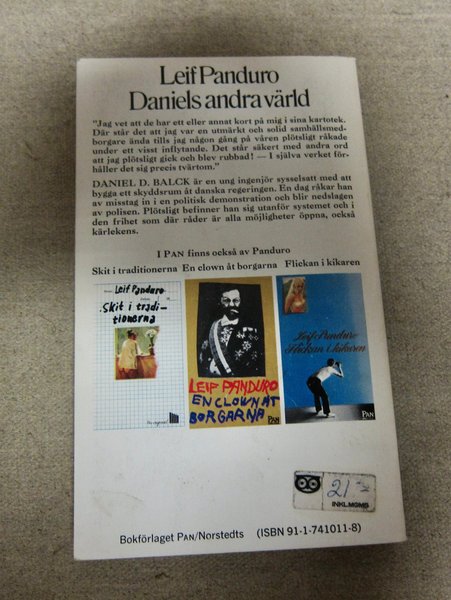 Leif Panduro
Daniels andra värld
"Jag vet att de har ett eller annat kort på mig i sina kartotek.
Där står det att jag var en utmärkt och solid samhällsmed-
borgare ända tills jag någon gång på våren plötsligt råkade
under ett visst inflytande. Det står säkert med andra ord
att jag plötsligt gick och blev rubbad! — I själva verket för-
håller det sig precis tvärtom."
DANIEL D. BALCK är en ung ingenjör sysselsatt med att
bygga ett skyddsrum åt danska regeringen. En dag råkar han
av misstag in i en politisk demonstration och blir nedslagen
av polisen. Plötsligt befinner han sig utanför systemet och i
den frihet som där råder är alla möjligheter öppna, också
kärlekens.
I PAN finns också av Panduro
Skit i traditionerna En clown åt borgarna Flickan i kikaren
Leif Panduro
Skit i tradi-
tionerna
LEIF PANDURO
EN CLOWN ÅT
BORGARNA
PAN
Leif Panduro
Flickan i kikaren
PAN
21
INKL MOMS
Bokförlaget PAN/Norstedts (ISBN 91-1-741011-8)